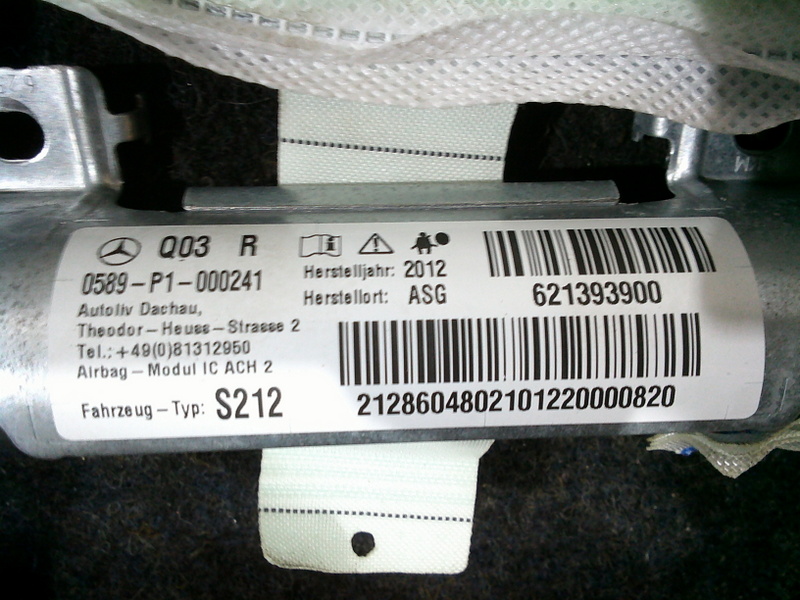 Q03 R
0589-P1-000241
Autoliv Dachau,
Theodor-Heuss-Strasse 2
Tel.: +49(0)81312950
Airbag-Modul IC ACH 2
Fahrzeug-Typ: S212
Herstelljahr: 2012
Herstellort: ASG
621393900
2128604802101220000820